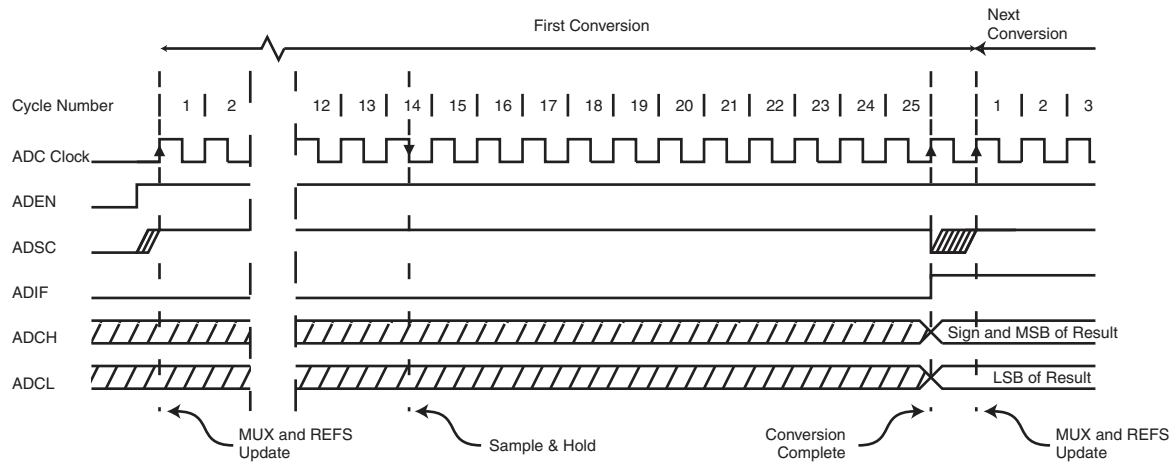 First Conversion
Next
Conversion
Cycle Number 1 2 12 13 14 15 16 17 18 19 20 21 22 23 24 25 1 2 3
ADC Clock
ADEN
ADSC
ADIF
ADCH
Sign and MSB of Result
ADCL
LSB of Result
MUX and REFS
Update
Sample & Hold
Conversion
Complete
MUX and REFS
Update